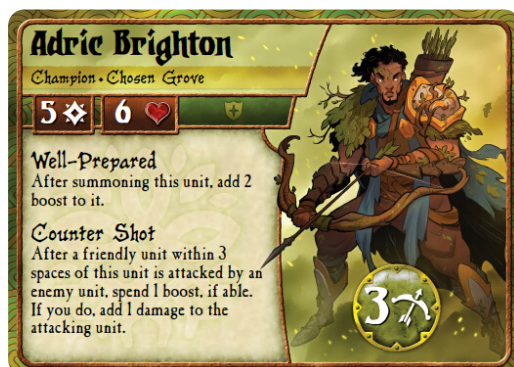 Adric Brighton
Champion • Chosen Grove
5 6
Well-Prepared
After summoning this unit, add 2
boost to it.
Counter Shot
After a friendly unit within 3
spaces of this unit is attacked by an
enemy unit, spend 1 boost, if able.
If you do, add 1 damage to the
attacking unit.
3